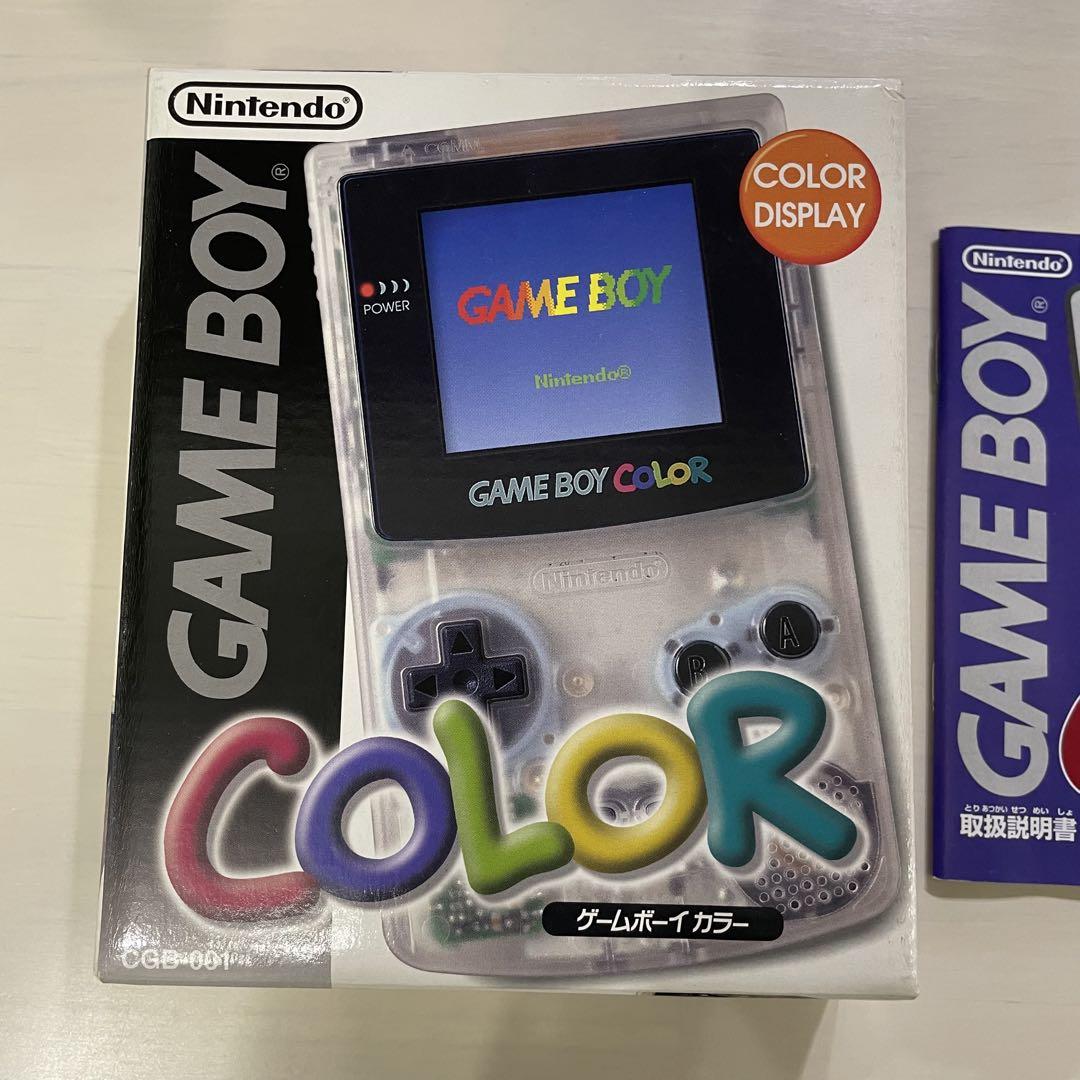 Nintendo®
GAME BOY®
COLOR
DISPLAY
COMM.
POWER
GAME BOY
Nintendo®
GAME BOY COLOR
Nintendo
B
A
COLOR
ゲームボーイ カラー
CGB-001
Nintendo®
GAME BOY®
とり あつかい せつ めい しょ
取扱説明書